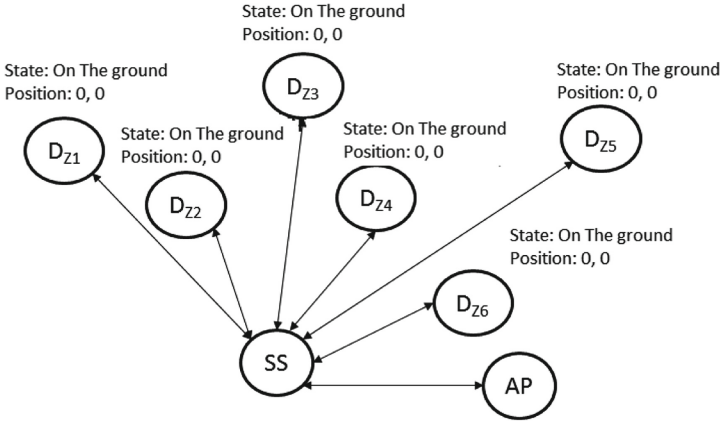 State: On The ground
Position: 0, 0
DZ3
State: On The ground
Position: 0, 0
DZ1
State: On The ground
Position: 0, 0
DZ2
State: On The ground
Position: 0, 0
DZ4
State: On The ground
Position: 0, 0
DZ5
State: On The ground
Position: 0, 0
DZ6
SS
AP